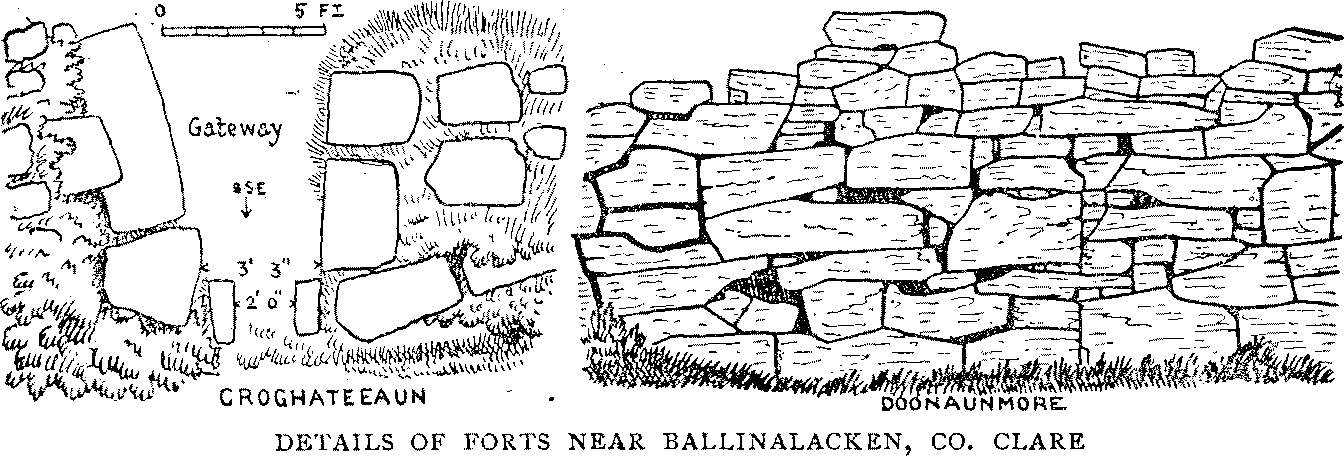 0 5 FT
Gateway
SSE
3' 3"
2' 0"
CROGHATEEAUN
DOONAUNMORE
DETAILS OF FORTS NEAR BALLINALACKEN, CO. CLARE